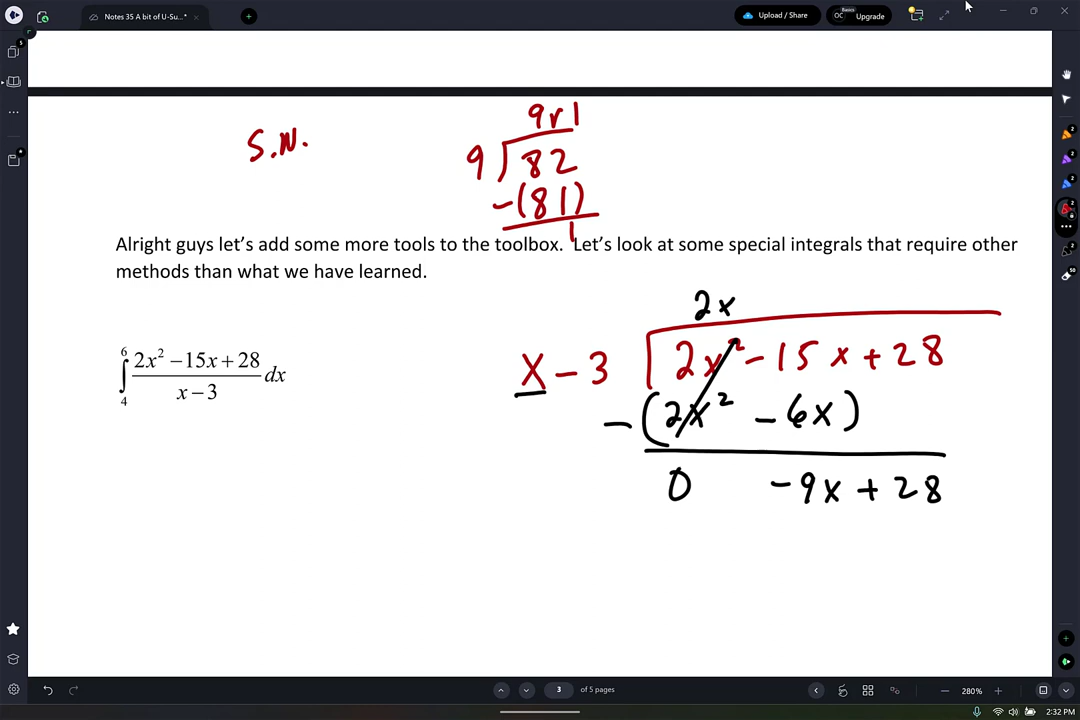 Notes 35 A bit of U-Su...*
Upload / Share
OC
Basics
Upgrade
S.N.
9r1
9 82
-(81)
1
Alright guys let's add some more tools to the toolbox. Let's look at some special integrals that require other
methods than what we have learned.
2x
∫₄⁶ (2x² −15x + 28)/(x − 3) dx
x - 3 2x² - 15x + 28
-(2x² - 6x)
0 -9x + 28
3 of 5 pages
280%
2:32 PM